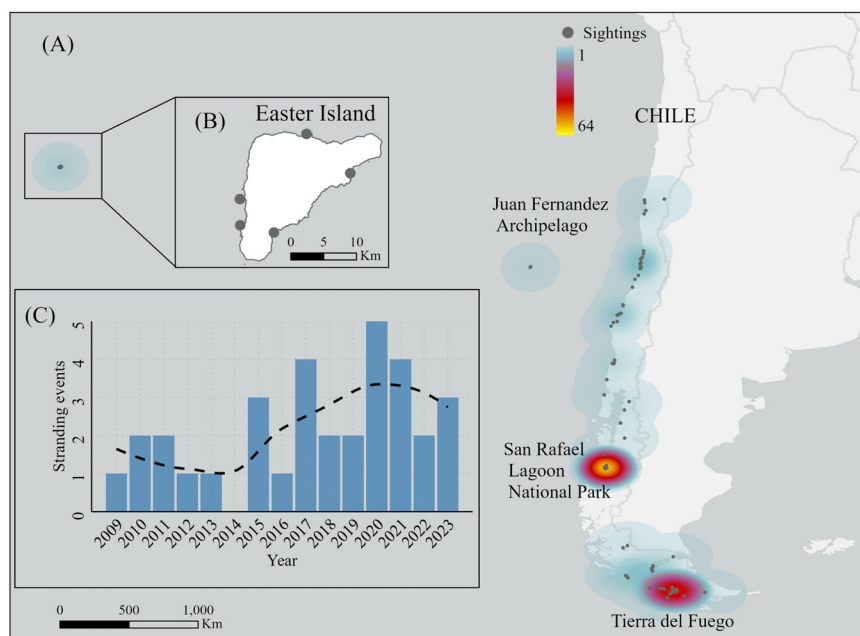 (A)
Sightings
1
64
CHILE
(B)
Easter Island
0 5 10
Km
Juan Fernandez
Archipelago
(C)
Stranding events
5
4
3
2
1
0
2009 2010 2011 2012 2013 2014 2015 2016 2017 2018 2019 2020 2021 2022 2023
Year
San Rafael
Lagoon
National Park
0 500 1,000
Km
Tierra del Fuego